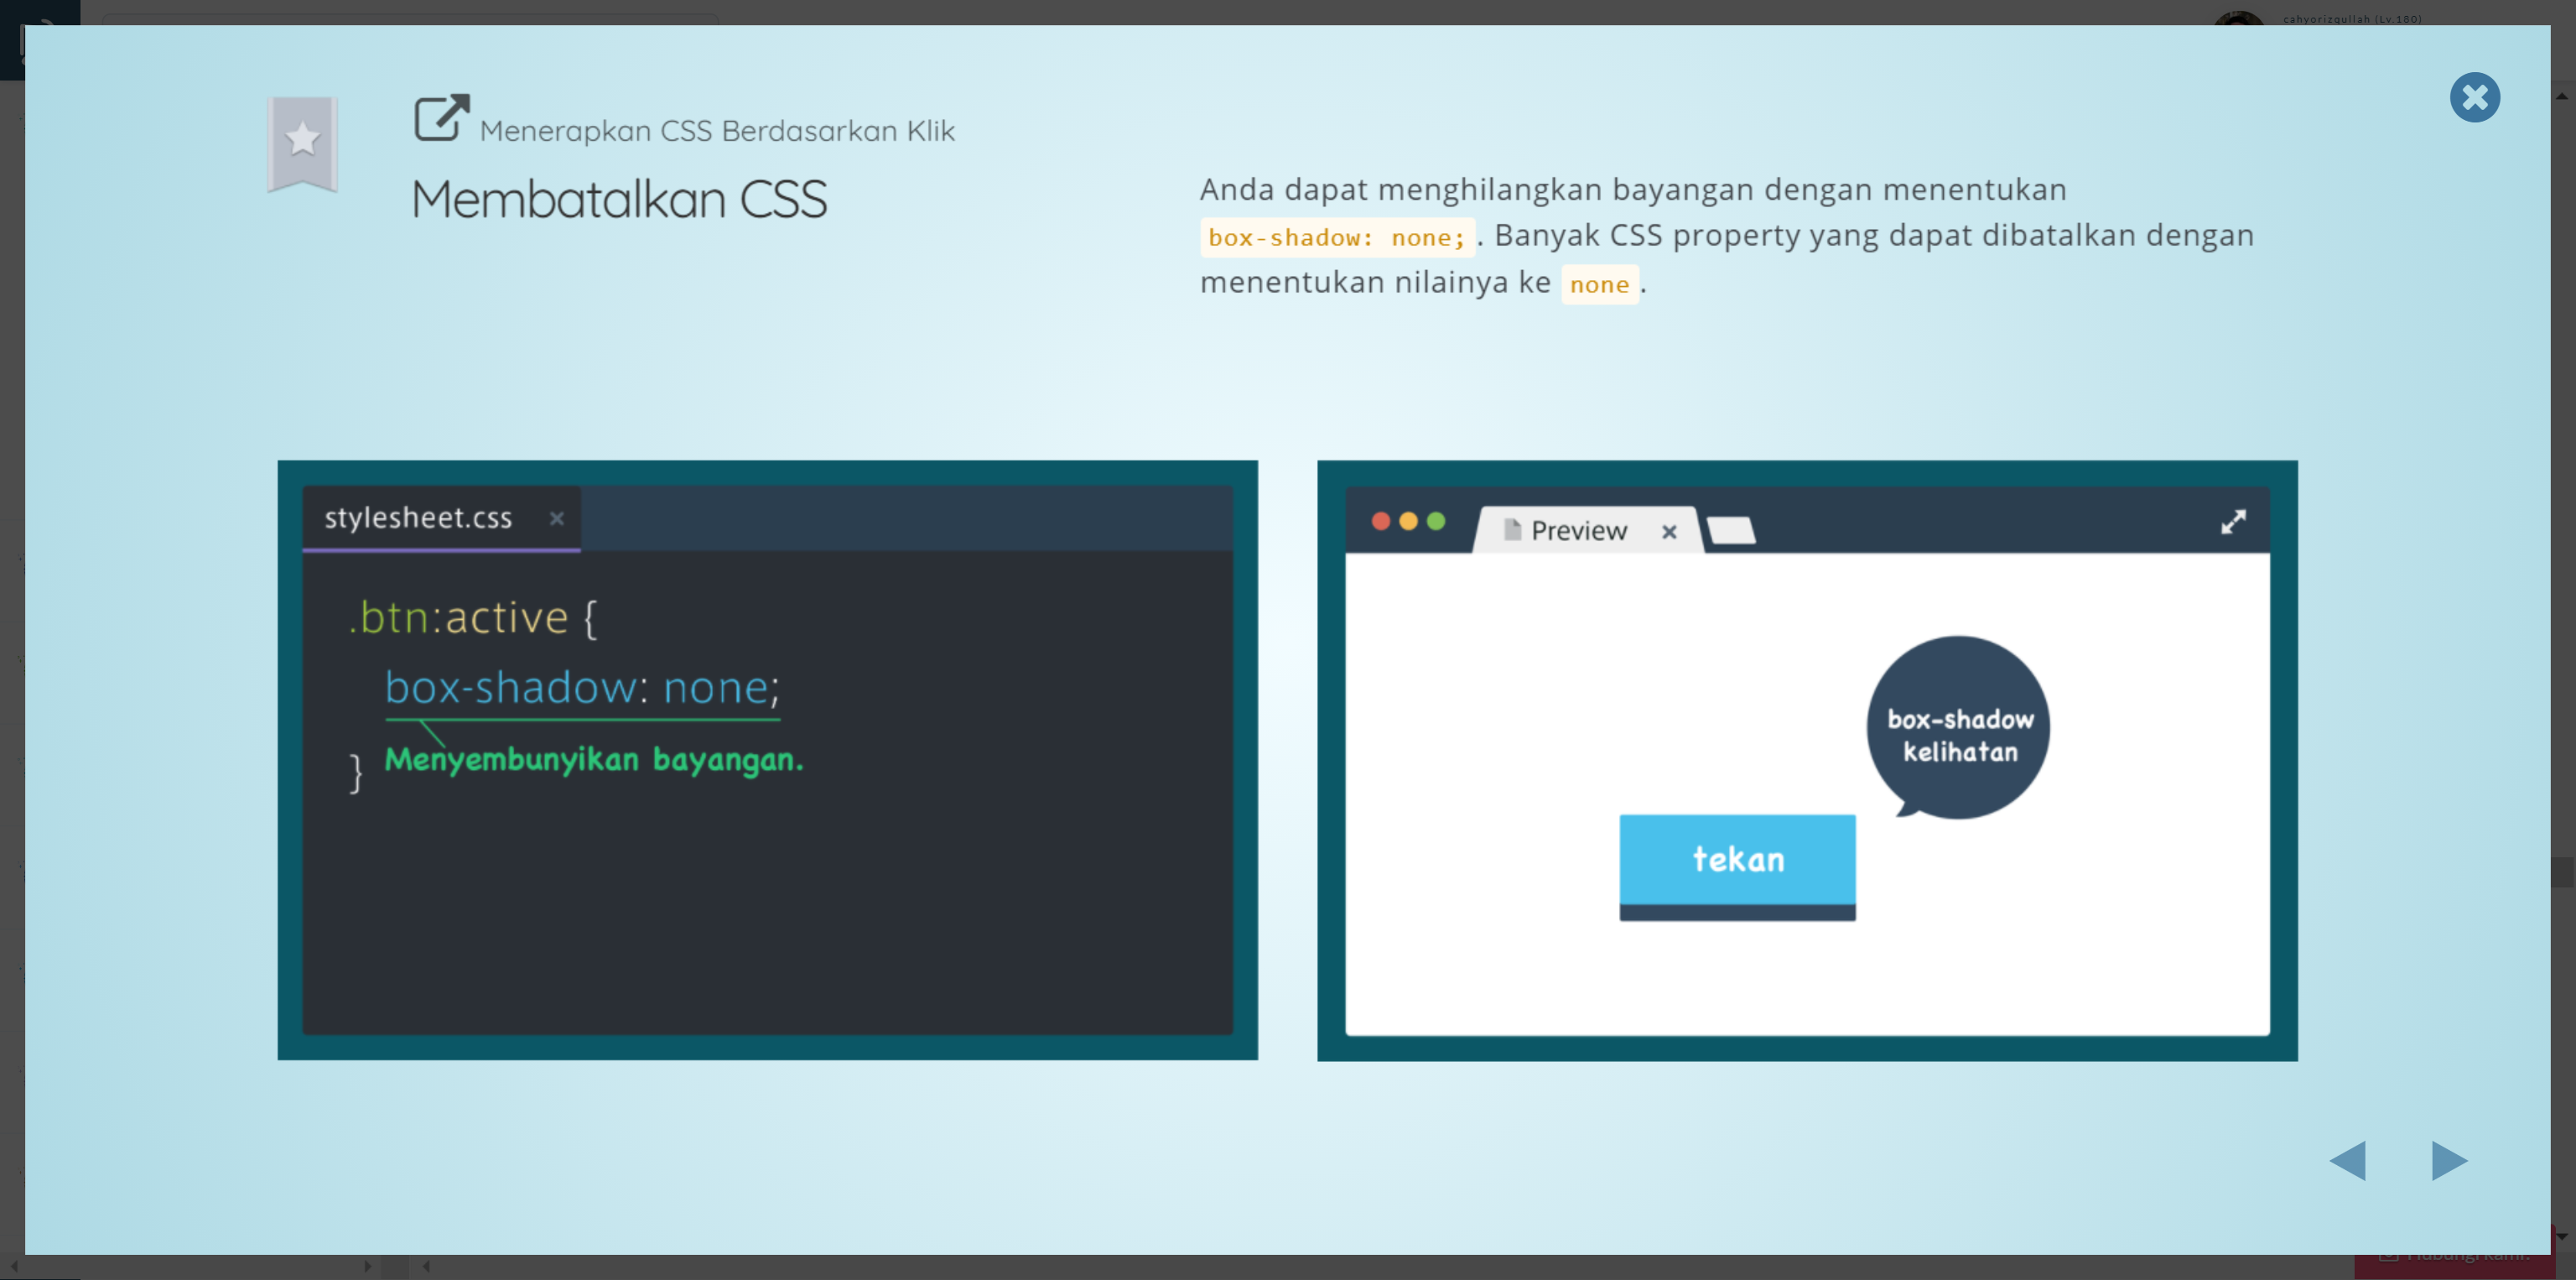 cahyorizqullah (Lv.180)
Menerapkan CSS Berdasarkan Klik
Membatalkan CSS
Anda dapat menghilangkan bayangan dengan menentukan
box-shadow: none; . Banyak CSS property yang dapat dibatalkan dengan
menentukan nilainya ke none .
stylesheet.css
.btn:active {
box-shadow: none;
Menyembunyikan bayangan.
}
Preview
box-shadow
kelihatan
tekan
Hubungi kami.